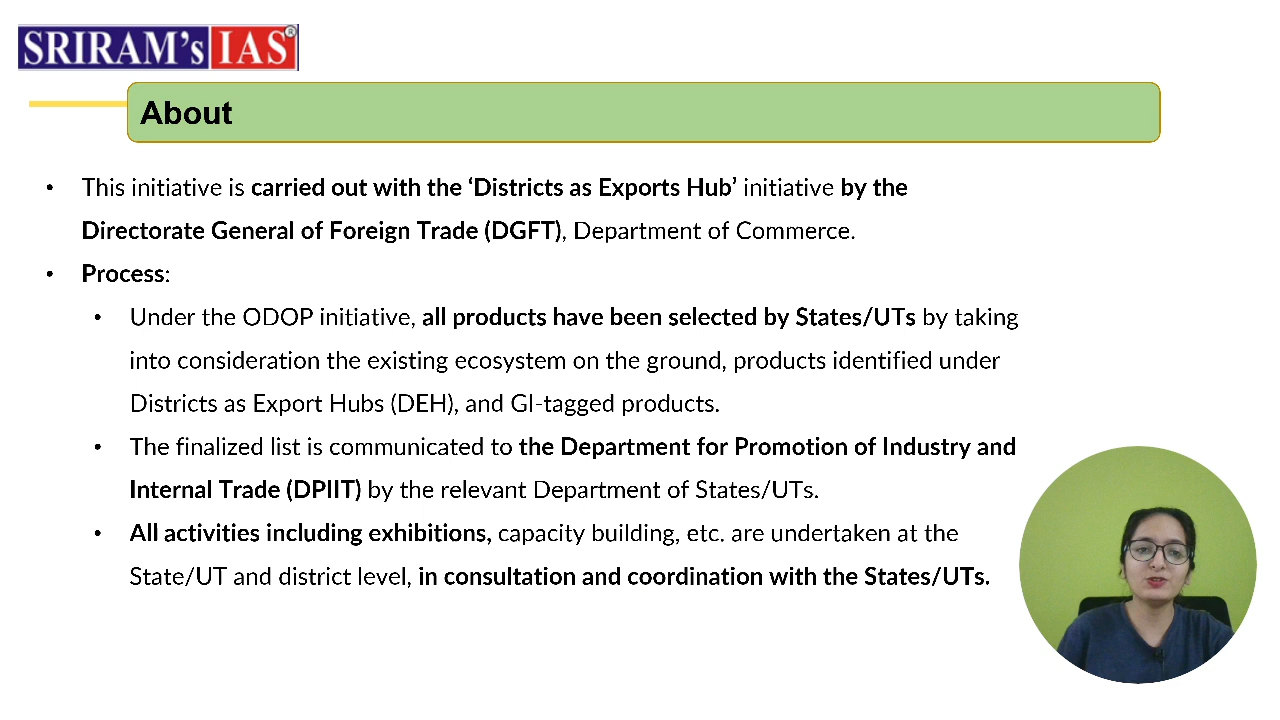 SRIRAM's IAS®
About
• This initiative is carried out with the ‘Districts as Exports Hub’ initiative by the
Directorate General of Foreign Trade (DGFT), Department of Commerce.
• Process:
• Under the ODOP initiative, all products have been selected by States/UTs by taking
into consideration the existing ecosystem on the ground, products identified under
Districts as Export Hubs (DEH), and GI-tagged products.
• The finalized list is communicated to the Department for Promotion of Industry and
Internal Trade (DPIIT) by the relevant Department of States/UTs.
• All activities including exhibitions, capacity building, etc. are undertaken at the
State/UT and district level, in consultation and coordination with the States/UTs.